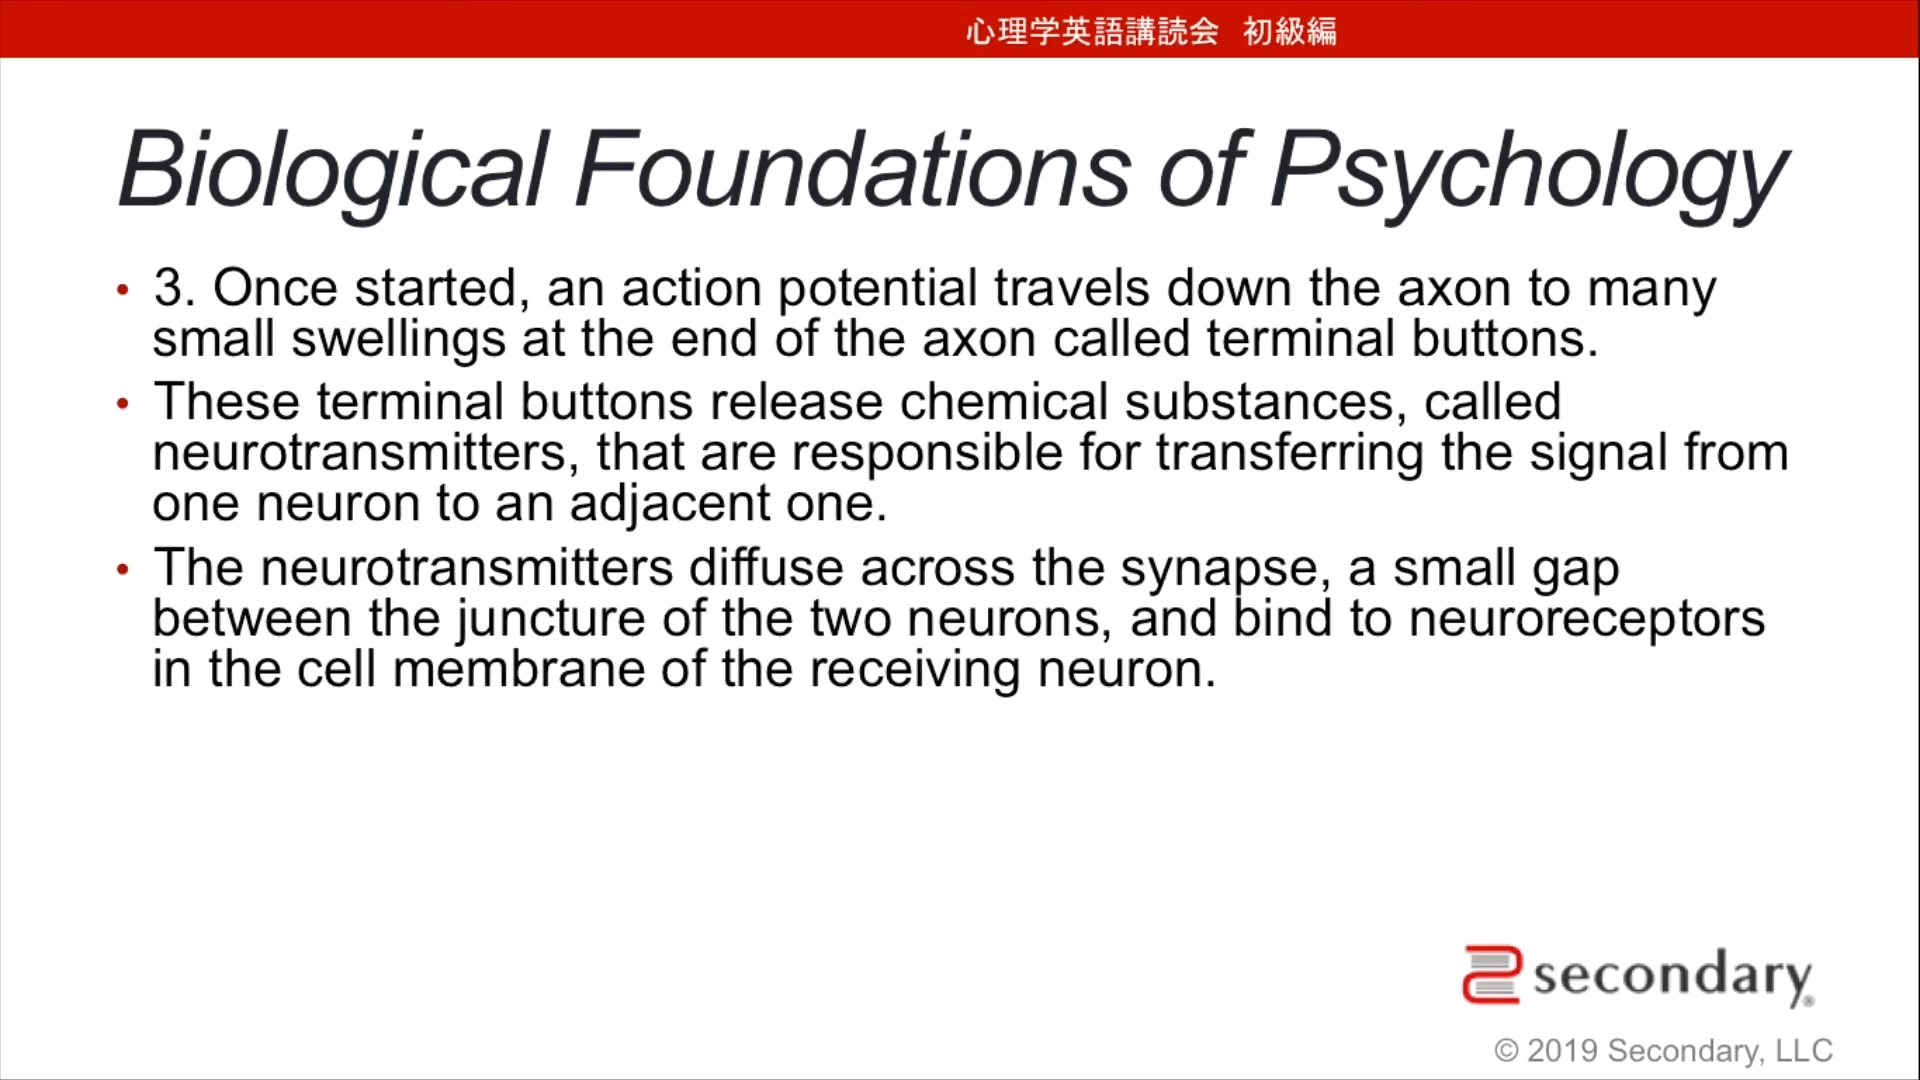 心理学英語講読会　初級編
Biological Foundations of Psychology
• 3. Once started, an action potential travels down the axon to many
small swellings at the end of the axon called terminal buttons.
• These terminal buttons release chemical substances, called
neurotransmitters, that are responsible for transferring the signal from
one neuron to an adjacent one.
• The neurotransmitters diffuse across the synapse, a small gap
between the juncture of the two neurons, and bind to neuroreceptors
in the cell membrane of the receiving neuron.
secondary®
© 2019 Secondary, LLC